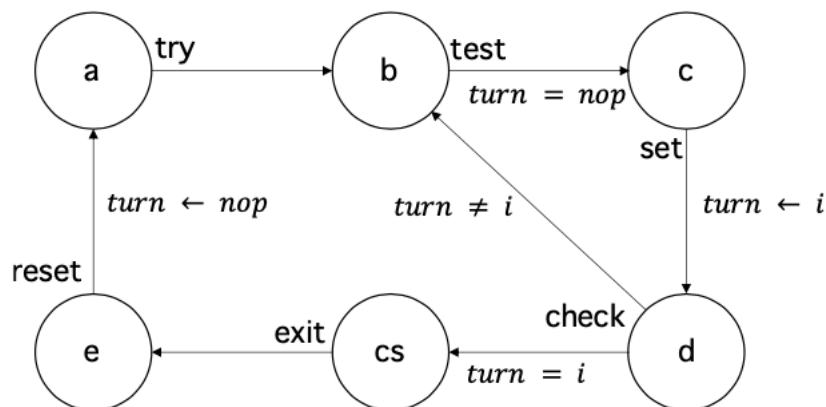 a
try
b
test
c
turn = nop
set
turn ← nop
turn ≠ i
turn ← i
reset
e
exit
cs
check
d
turn = i